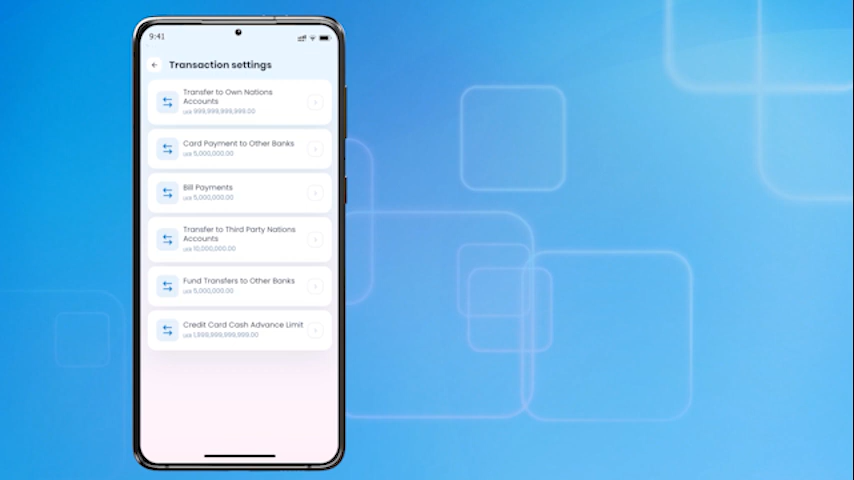 9:41
Transaction settings
Transfer to Own Nations
Accounts
LKR 999,999,999,999.00
Card Payment to Other Banks
LKR 5,000,000.00
Bill Payments
LKR 5,000,000.00
Transfer to Third Party Nations
Accounts
LKR 10,000,000.00
Fund Transfers to Other Banks
LKR 5,000,000.00
Credit Card Cash Advance Limit
LKR 1,999,999,999,999.00